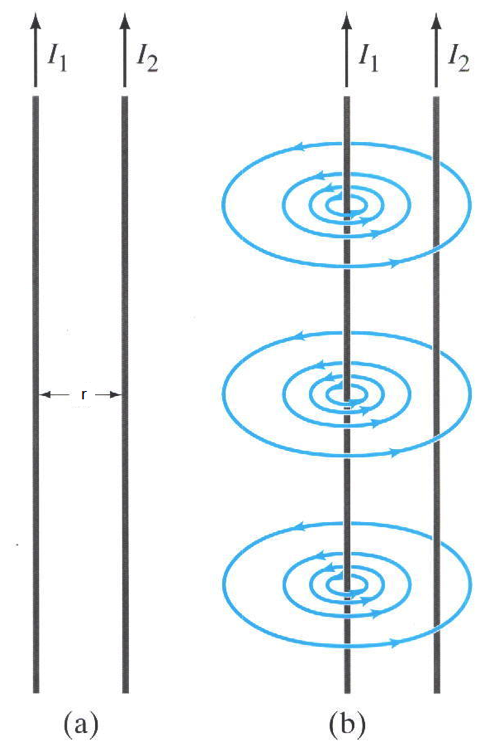 I₁ I₂ I₁ I₂
r
(a) (b)